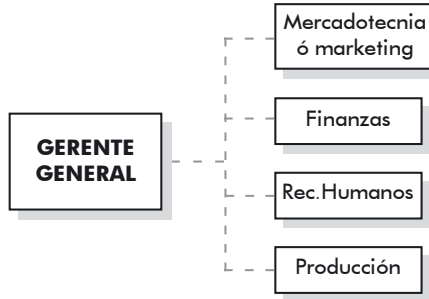 Mercadotecnia
ó marketing
Finanzas
GERENTE
GENERAL
Rec.Humanos
Producción